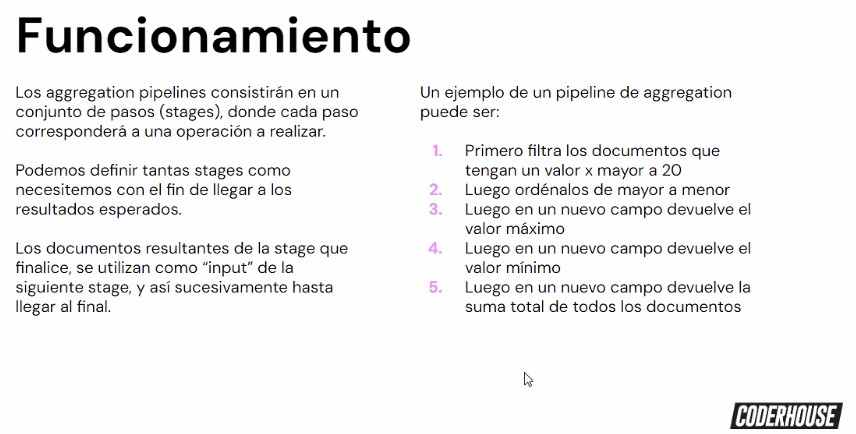 Funcionamiento
Los aggregation pipelines consistirán en un
conjunto de pasos (stages), donde cada paso
corresponderá a una operación a realizar.
Podemos definir tantas stages como
necesitemos con el fin de llegar a los
resultados esperados.
Los documentos resultantes de la stage que
finalice, se utilizan como “input” de la
siguiente stage, y así sucesivamente hasta
llegar al final.
Un ejemplo de un pipeline de aggregation
puede ser:
1. Primero filtra los documentos que
tengan un valor x mayor a 20
2. Luego ordénalos de mayor a menor
3. Luego en un nuevo campo devuelve el
valor máximo
4. Luego en un nuevo campo devuelve el
valor mínimo
5. Luego en un nuevo campo devuelve la
suma total de todos los documentos
CODERHOUSE